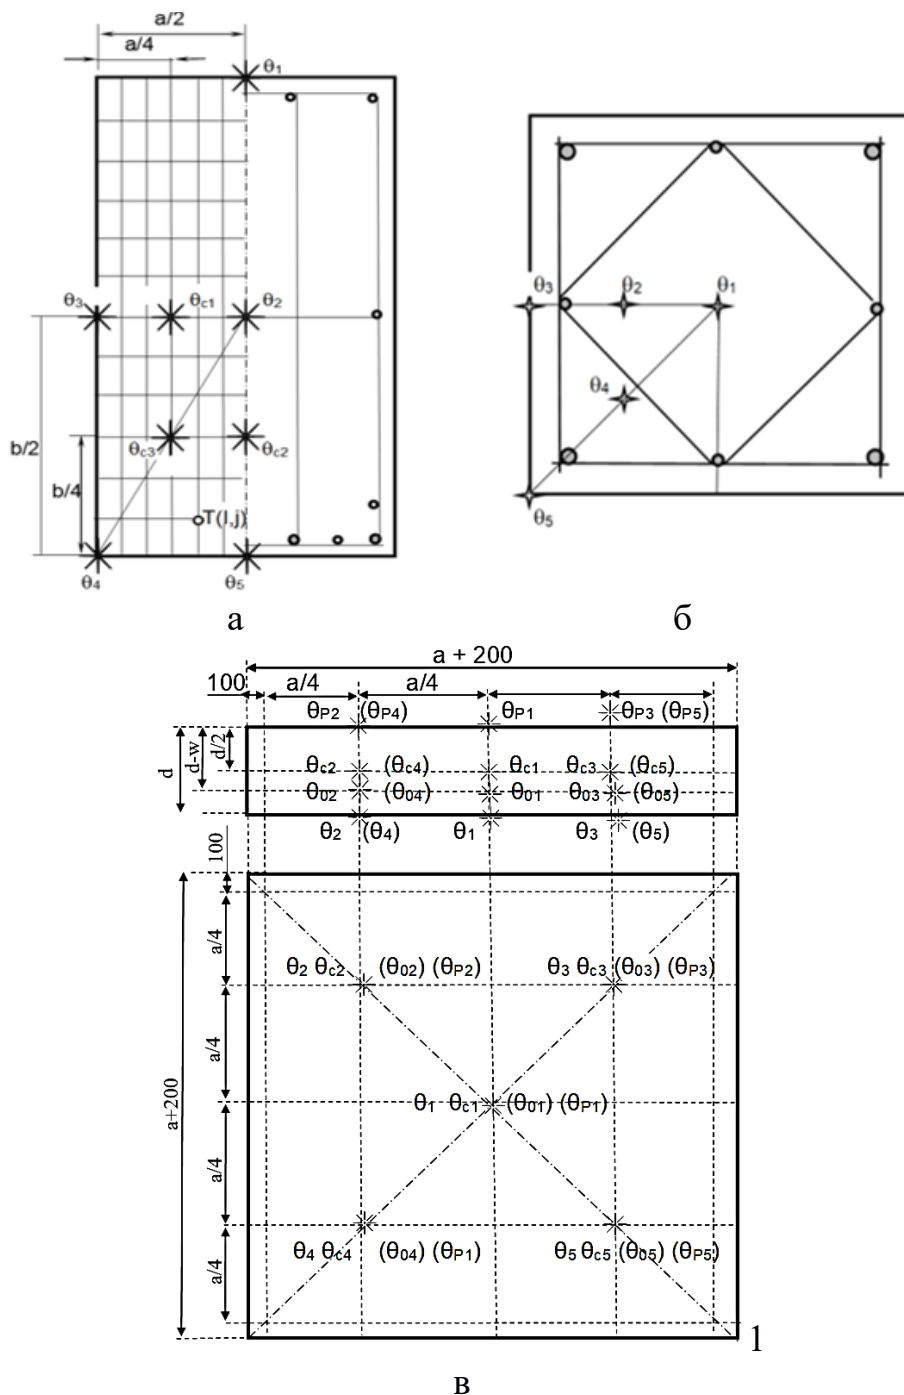 a/2
a/4
θ1
θ3 θc1 θ2
b/2
θc3 θc2
b/4
T(I,j)
θ4 θ5
а
θ3 θ2 θ1
θ4
θ5
б
a + 200
100 a/4 a/4
θP2 (θP4) θP1 θP3 (θP5)
d d-w d/2
θc2 (θc4) θc1 θc3 (θc5)
θ02 (θ04) θ01 θ03 (θ05)
θ2 (θ4) θ1 θ3 (θ5)
100
a/4
θ2 θc2 (θ02) (θP2) θ3 θc3 (θ03) (θP3)
a/4
a+200
θ1 θc1 (θ01) (θP1)
a/4
θ4 θc4 (θ04) (θP1) θ5 θc5 (θ05) (θP5)
a/4
1
в